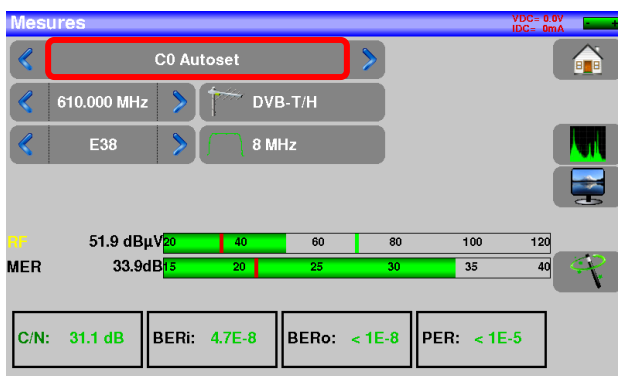 Mesures VDC= 0.0V
IDC= 0mA
C0 Autoset
610.000 MHz DVB-T/H
E38 8 MHz
RF 51.9 dBµV 20 40 60 80 100 120
MER 33.9dB 15 20 25 30 35 40
C/N: 31.1 dB BERi: 4.7E-8 BERo: < 1E-8 PER: < 1E-5